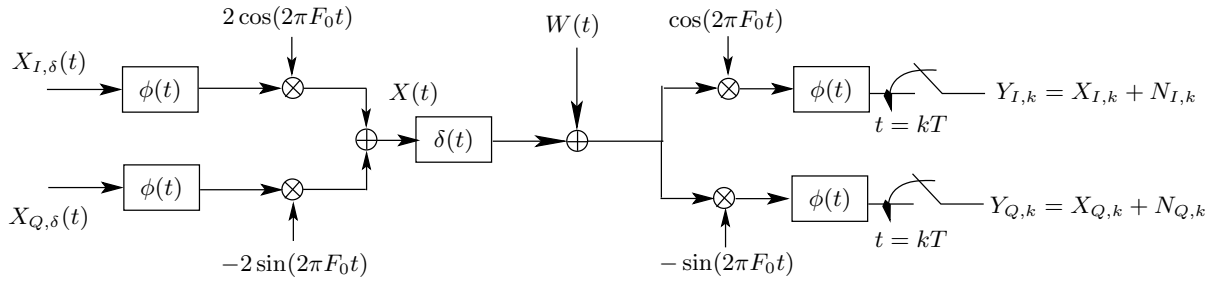 2 cos(2πF₀t)
W(t)
cos(2πF₀t)
X_{I,δ}(t)
ϕ(t)
X(t)
ϕ(t)
Y_{I,k} = X_{I,k} + N_{I,k}
t = kT
δ(t)
ϕ(t)
X_{Q,δ}(t)
ϕ(t)
Y_{Q,k} = X_{Q,k} + N_{Q,k}
t = kT
−2 sin(2πF₀t)
− sin(2πF₀t)